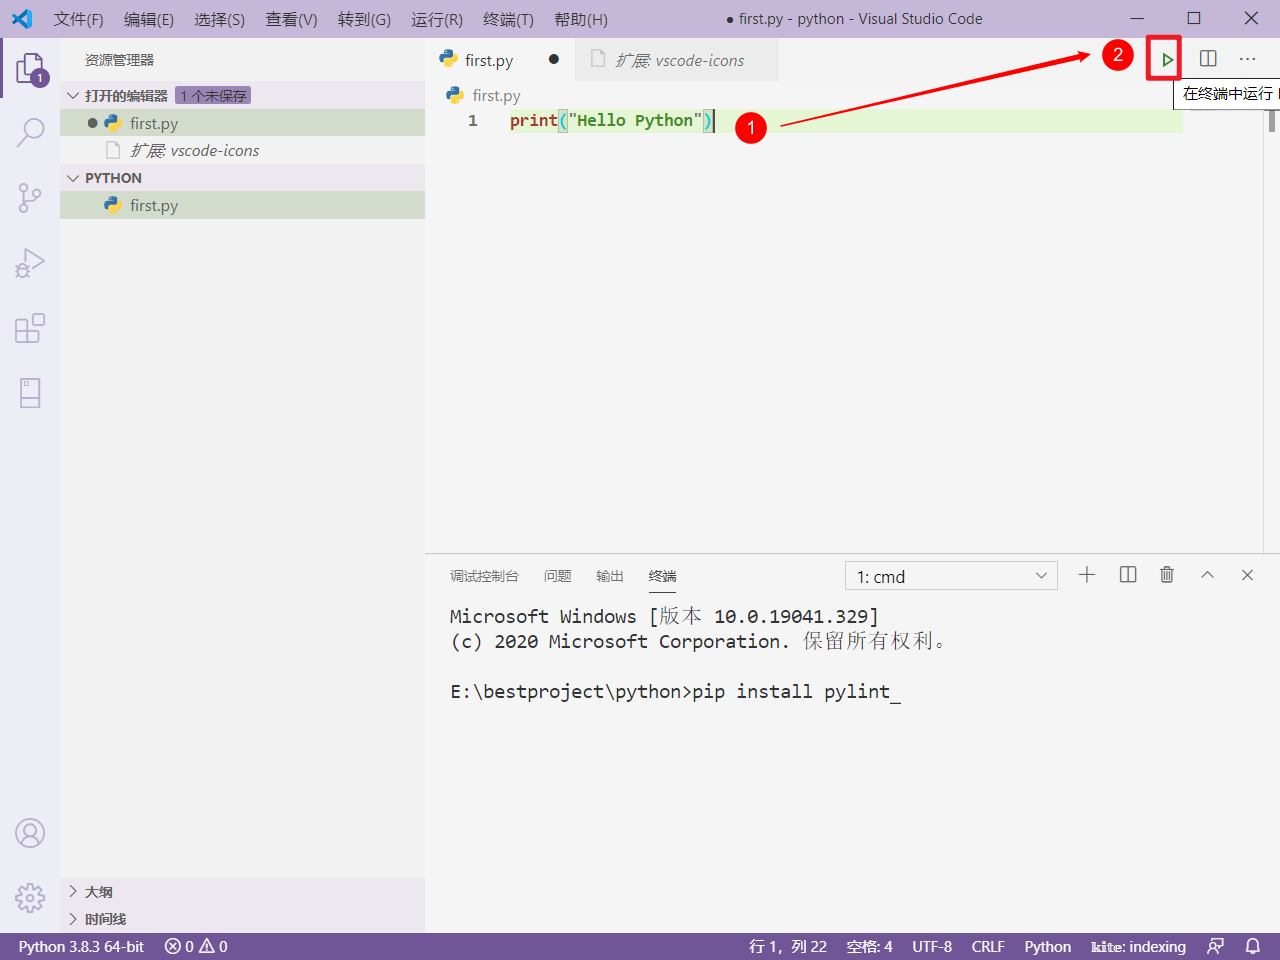 文件(F) 编辑(E) 选择(S) 查看(V) 转到(G) 运行(R) 终端(T) 帮助(H) ● first.py - python - Visual Studio Code
资源管理器
first.py ●
扩展: vscode-icons
2
在终端中运行
1
打开的编辑器 1 个未保存
● first.py
扩展: vscode-icons
PYTHON
first.py
first.py
1 print("Hello Python")
1
调试控制台 问题 输出 终端 1: cmd
Microsoft Windows [版本 10.0.19041.329]
(c) 2020 Microsoft Corporation. 保留所有权利。
E:\bestproject\python>pip install pylint_
大纲
时间线
Python 3.8.3 64-bit 0 0 行 1，列 22 空格: 4 UTF-8 CRLF Python kite: indexing